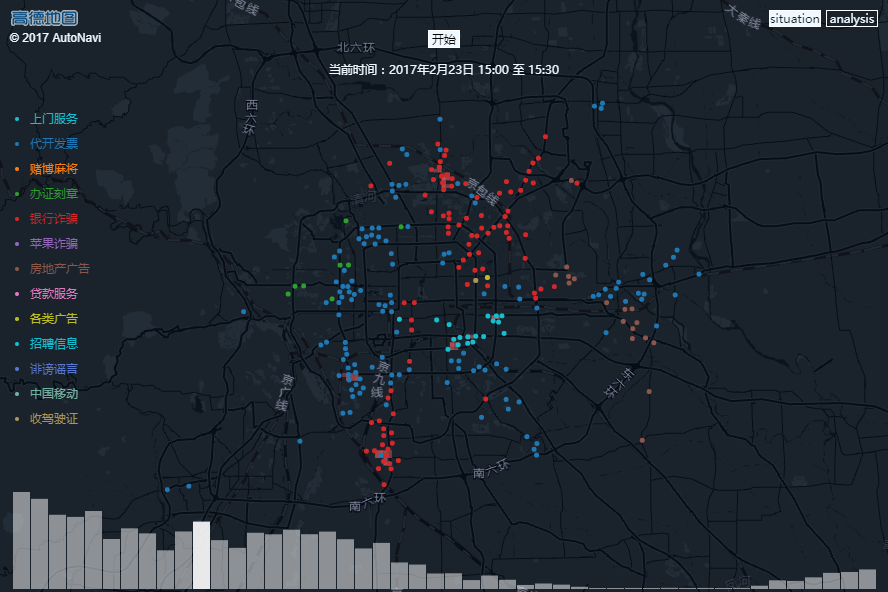 高德地图
© 2017 AutoNavi
situation
analysis
包线
大秦线
开始
北六环
当前时间：2017年2月23日 15:00 至 15:30
西六环
上门服务
代开发票
赌博麻将
办证刻章
银行诈骗
苹果诈骗
房地产广告
贷款服务
各类广告
招聘信息
诽谤谣言
中国移动
收驾驶证
京包线
清河
京九线
京广线
东六环
南六环
南六环